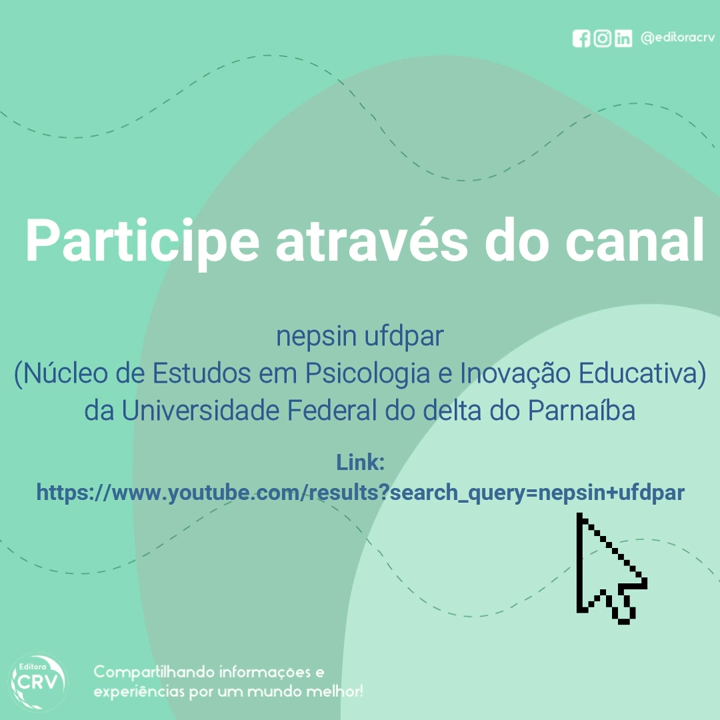 @editoracrv
Participe através do canal
nepsin ufdpar
(Núcleo de Estudos em Psicologia e Inovação Educativa)
da Universidade Federal do delta do Parnaíba
Link:
https://www.youtube.com/results?search_query=nepsin+ufdpar
Editora
CRV
Compartilhando informações e
experiências por um mundo melhor!